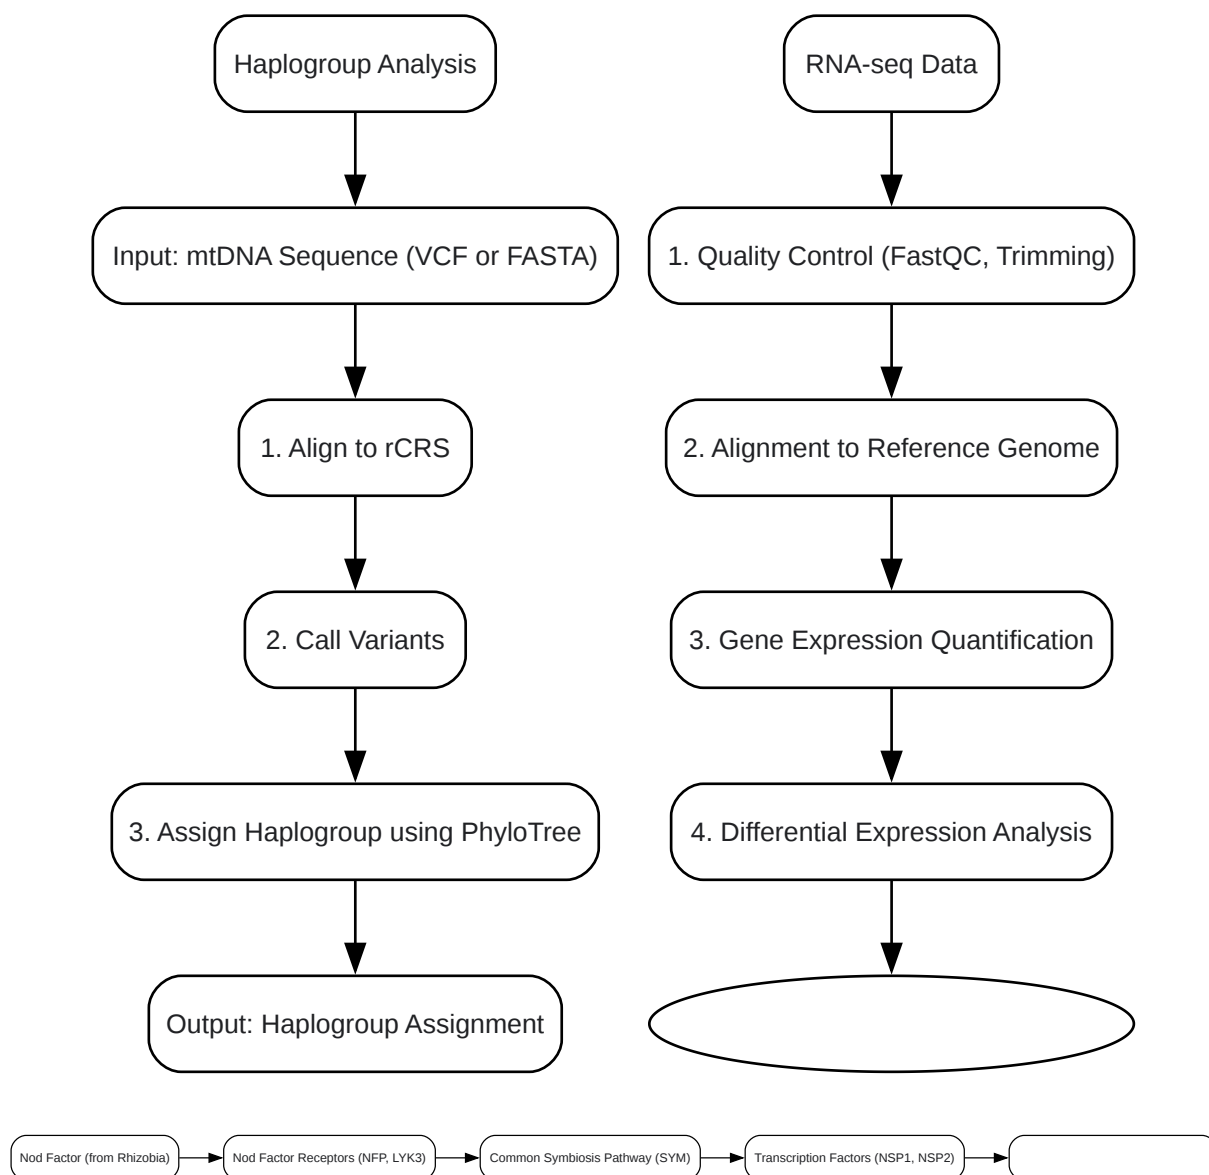 Haplogroup Analysis
Input: mtDNA Sequence (VCF or FASTA)
1. Align to rCRS
2. Call Variants
3. Assign Haplogroup using PhyloTree
Output: Haplogroup Assignment
RNA-seq Data
1. Quality Control (FastQC, Trimming)
2. Alignment to Reference Genome
3. Gene Expression Quantification
4. Differential Expression Analysis
Nod Factor (from Rhizobia)
Nod Factor Receptors (NFP, LYK3)
Common Symbiosis Pathway (SYM)
Transcription Factors (NSP1, NSP2)